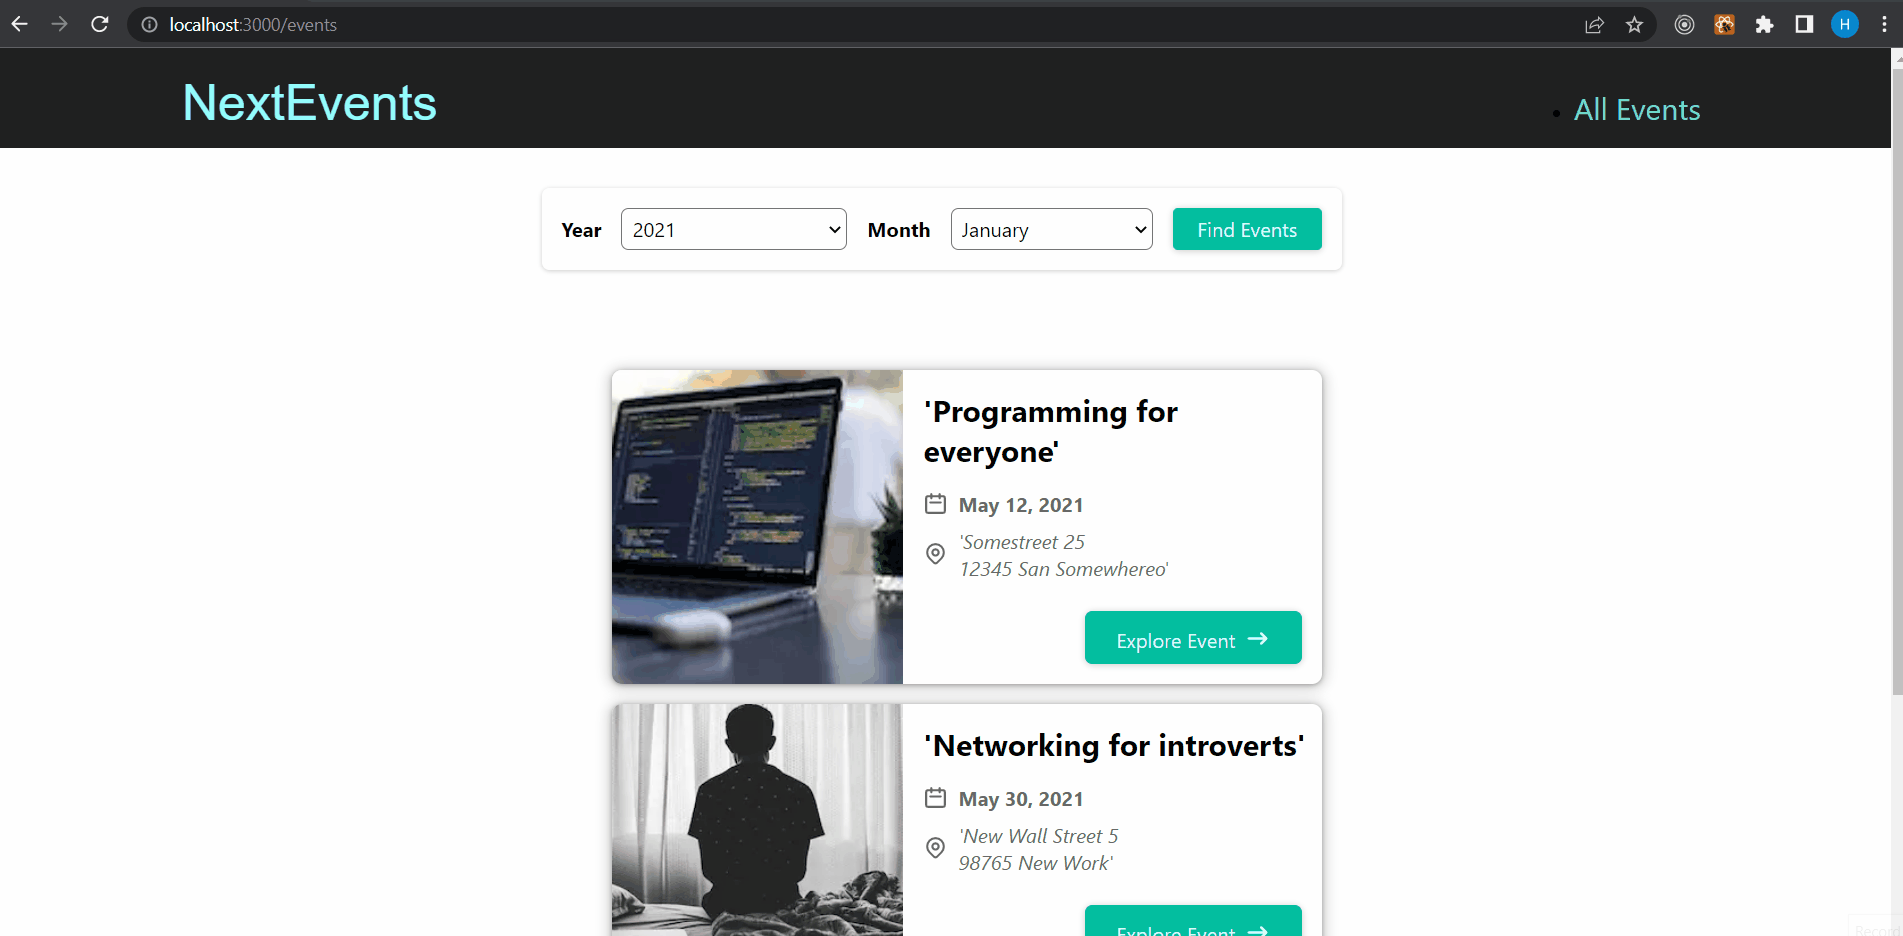 localhost:3000/events
H
NextEvents
All Events
Year 2021 Month January Find Events
'Programming for
everyone'
May 12, 2021
'Somestreet 25
12345 San Somewhereo'
Explore Event →
'Networking for introverts'
May 30, 2021
'New Wall Street 5
98765 New Work'
Explore Event →